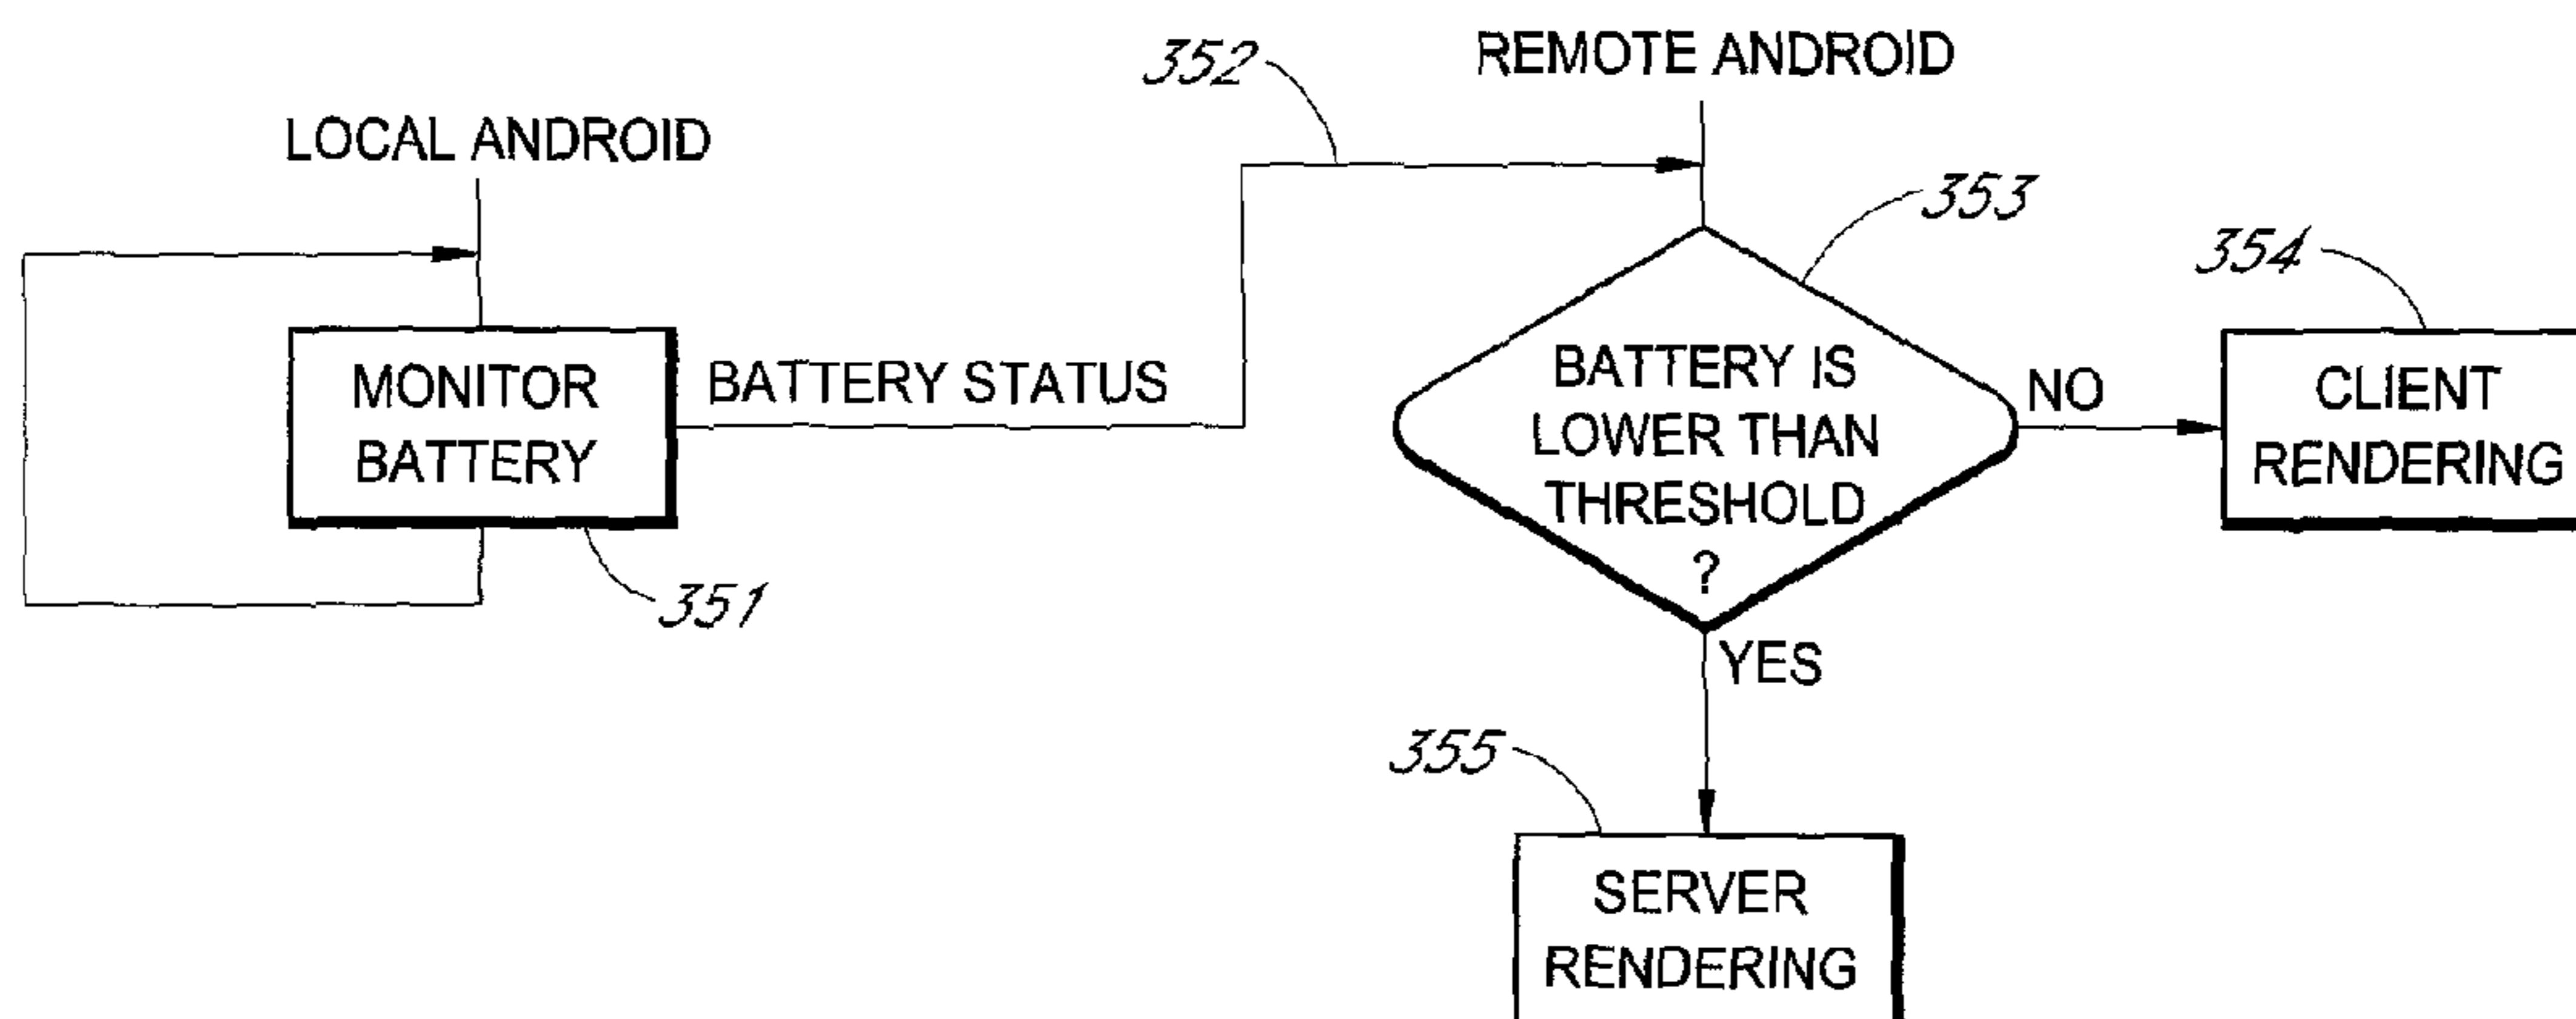 LOCAL ANDROID
MONITOR
BATTERY
351
BATTERY STATUS
352
REMOTE ANDROID
353
BATTERY IS
LOWER THAN
THRESHOLD
?
NO
354
CLIENT
RENDERING
YES
355
SERVER
RENDERING